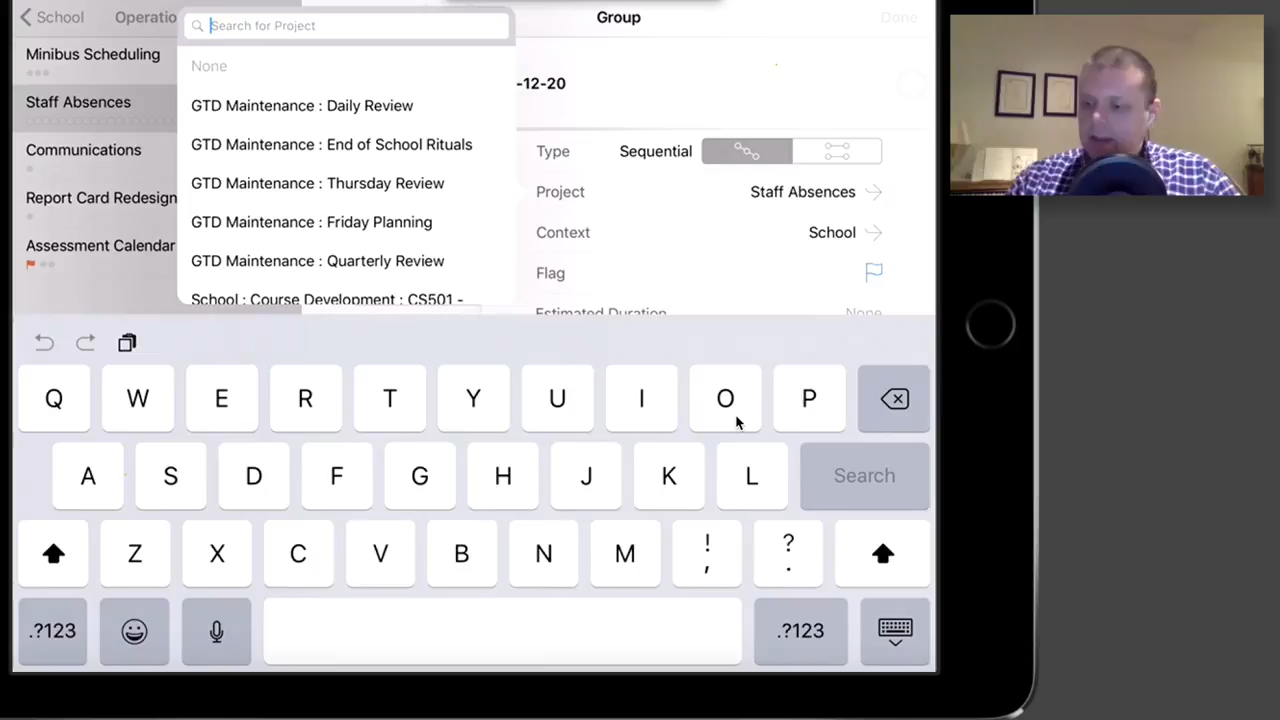 School
Operatio
Search for Project
Group
Done
Minibus Scheduling
Staff Absences
Communications
Report Card Redesign
Assessment Calendar
None
GTD Maintenance : Daily Review
GTD Maintenance : End of School Rituals
GTD Maintenance : Thursday Review
GTD Maintenance : Friday Planning
GTD Maintenance : Quarterly Review
School : Course Development : CS501 -
-12-20
Type Sequential
Project Staff Absences
Context School
Flag
Estimated Duration None
Q W E R T Y U I O P
A S D F G H J K L Search
Z X C V B N M ! , ? .
.?123 .?123